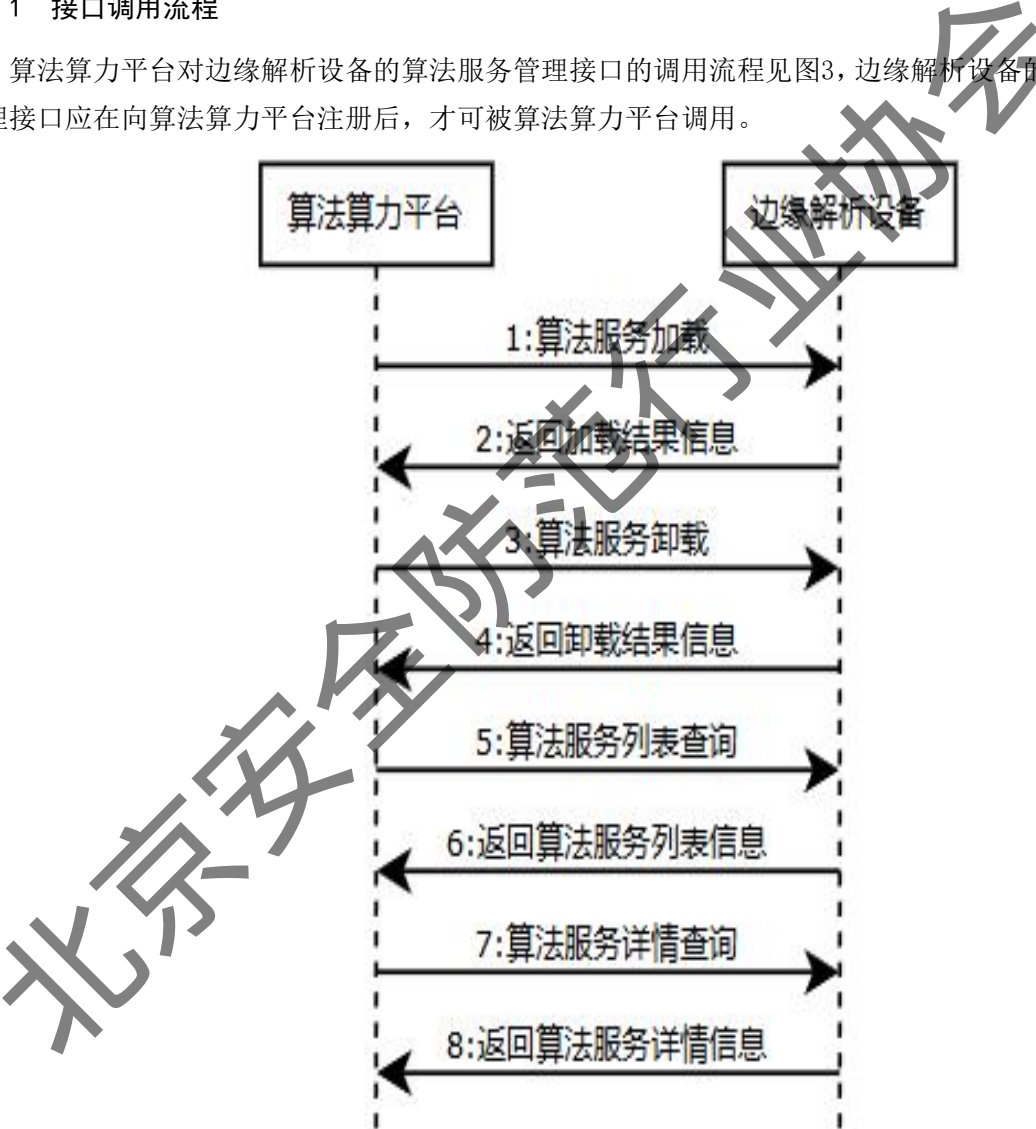 1 接口调用流程
算法算力平台对边缘解析设备的算法服务管理接口的调用流程见图3，边缘解析设备的
理接口应在向算法算力平台注册后，才可被算法算力平台调用。
算法算力平台
边缘解析设备
1:算法服务加载
2:返回加载结果信息
3:算法服务卸载
4:返回卸载结果信息
5:算法服务列表查询
6:返回算法服务列表信息
7:算法服务详情查询
8:返回算法服务详情信息
北京安全防范行业协会